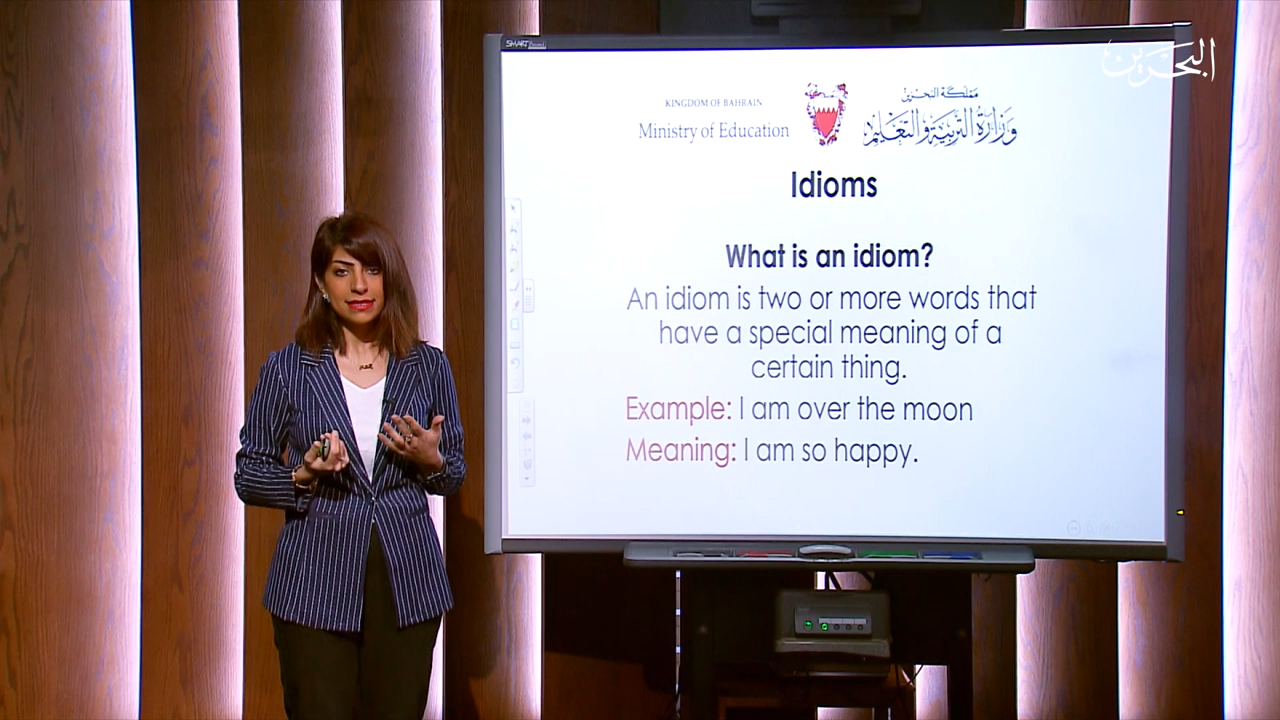 SMART Board
البحرين
KINGDOM OF BAHRAIN
Ministry of Education
مملكة البحرين
وزارة التربية والتعليم
Idioms
What is an idiom?
An idiom is two or more words that
have a special meaning of a
certain thing.
Example: I am over the moon
Meaning: I am so happy.